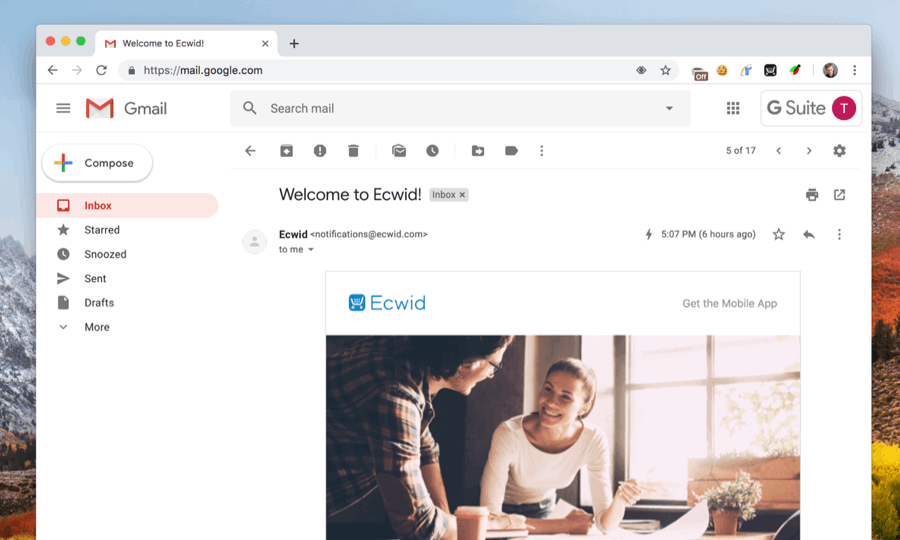 Welcome to Ecwid!
https://mail.google.com
Off
Gmail
Search mail
G Suite
T
Compose
5 of 17
Welcome to Ecwid! Inbox x
Inbox
Starred
Snoozed
Sent
Drafts
More
Ecwid <notifications@ecwid.com>
5:07 PM (6 hours ago)
to me
Ecwid
Get the Mobile App